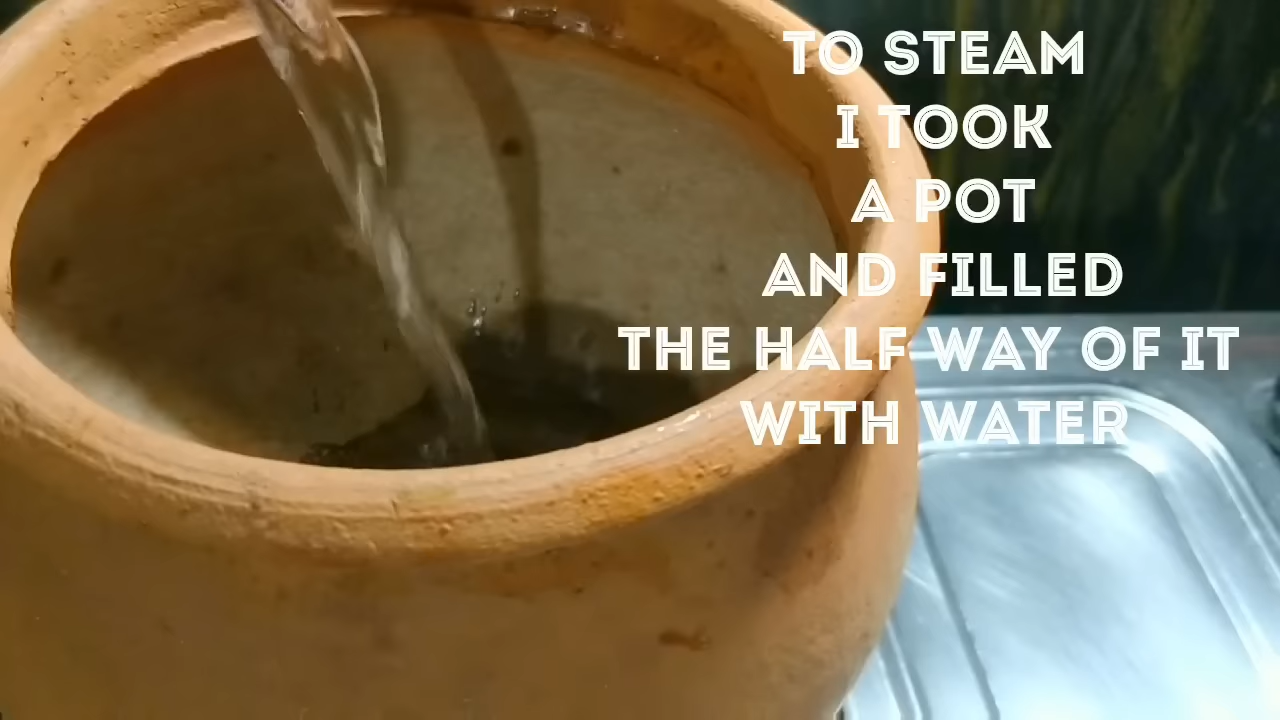 TO STEAM
I TOOK
A POT
AND FILLED
THE HALF WAY OF IT
WITH WATER